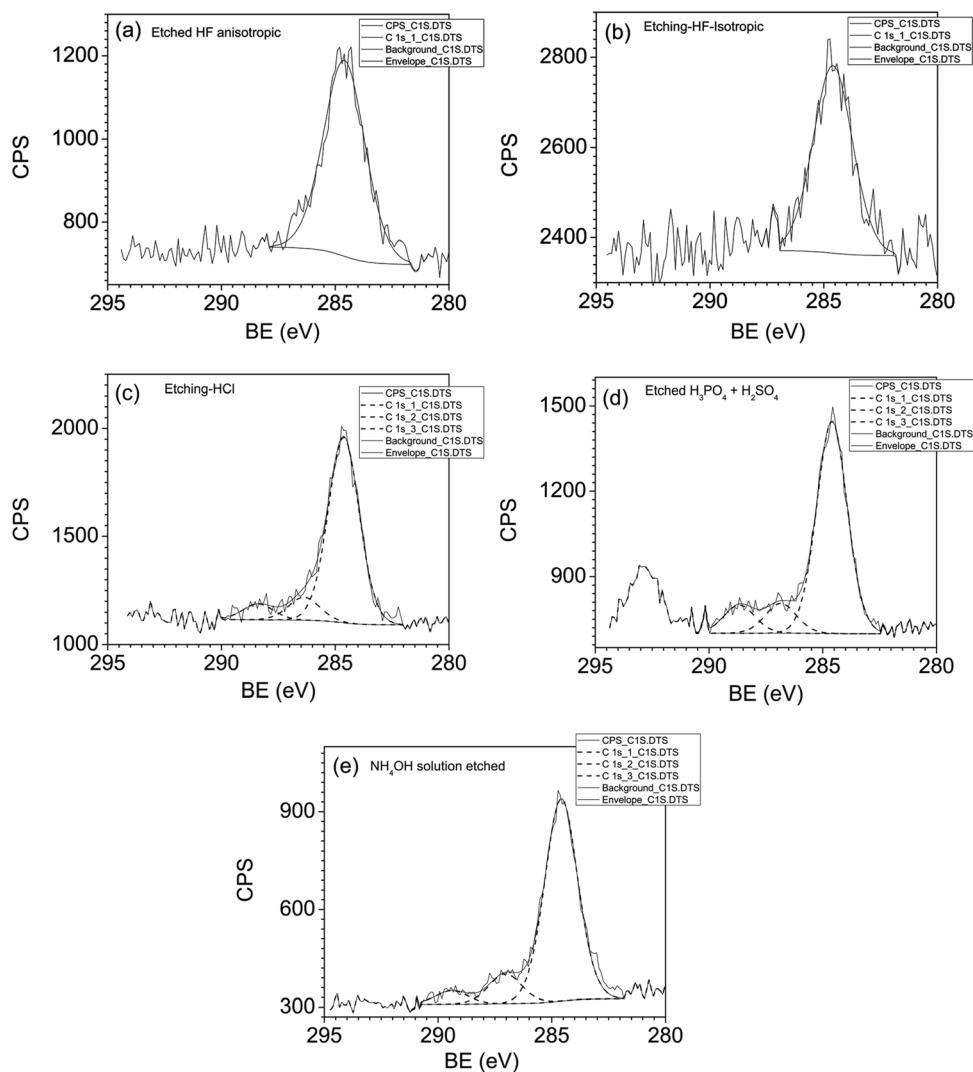 (a) Etched HF anisotropic
CPS_C1S.DTS
C 1s_1_C1S.DTS
Background_C1S.DTS
Envelope_C1S.DTS
1200
1000
800
CPS
295 290 285 280
BE (eV)
(b) Etching-HF-Isotropic
CPS_C1S.DTS
C 1s_1_C1S.DTS
Background_C1S.DTS
Envelope_C1S.DTS
2800
2600
2400
CPS
295 290 285 280
BE (eV)
(c) Etching-HCl
CPS_C1S.DTS
C 1s_1_C1S.DTS
C 1s_2_C1S.DTS
C 1s_3_C1S.DTS
Background_C1S.DTS
Envelope_C1S.DTS
2000
1500
1000
CPS
295 290 285 280
BE (eV)
(d) Etched H₃PO₄ + H₂SO₄
CPS_C1S.DTS
C 1s_1_C1S.DTS
C 1s_2_C1S.DTS
C 1s_3_C1S.DTS
Background_C1S.DTS
Envelope_C1S.DTS
1500
1200
900
CPS
295 290 285 280
BE (eV)
(e) NH₄OH solution etched
CPS_C1S.DTS
C 1s_1_C1S.DTS
C 1s_2_C1S.DTS
C 1s_3_C1S.DTS
Background_C1S.DTS
Envelope_C1S.DTS
900
600
300
CPS
295 290 285 280
BE (eV)